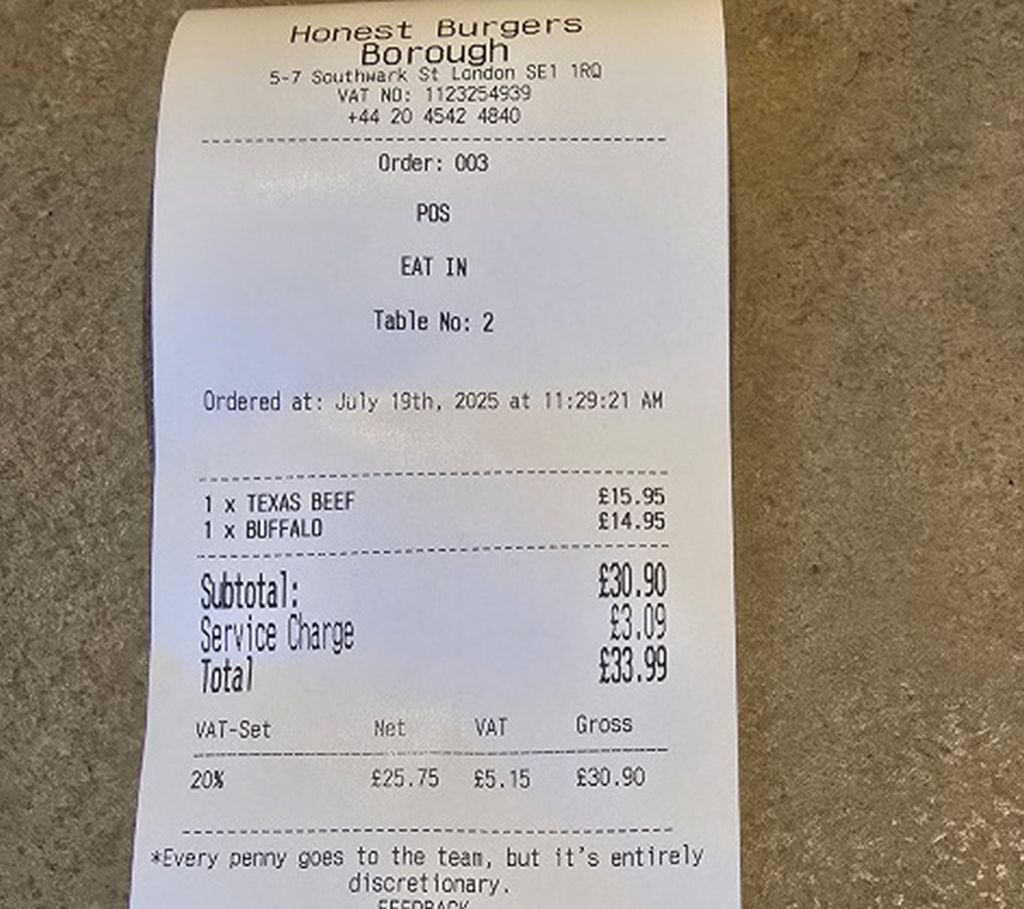 Honest Burgers
Borough
5-7 Southwark St London SE1 1RQ
VAT NO: 1123254939
+44 20 4542 4840
Order: 003
POS
EAT IN
Table No: 2
Ordered at: July 19th, 2025 at 11:29:21 AM
1 x TEXAS BEEF £15.95
1 x BUFFALO £14.95
Subtotal: £30.90
Service Charge £3.09
Total £33.99
VAT-Set Net VAT Gross
20% £25.75 £5.15 £30.90
*Every penny goes to the team, but it's entirely
discretionary.
FEEDBACK